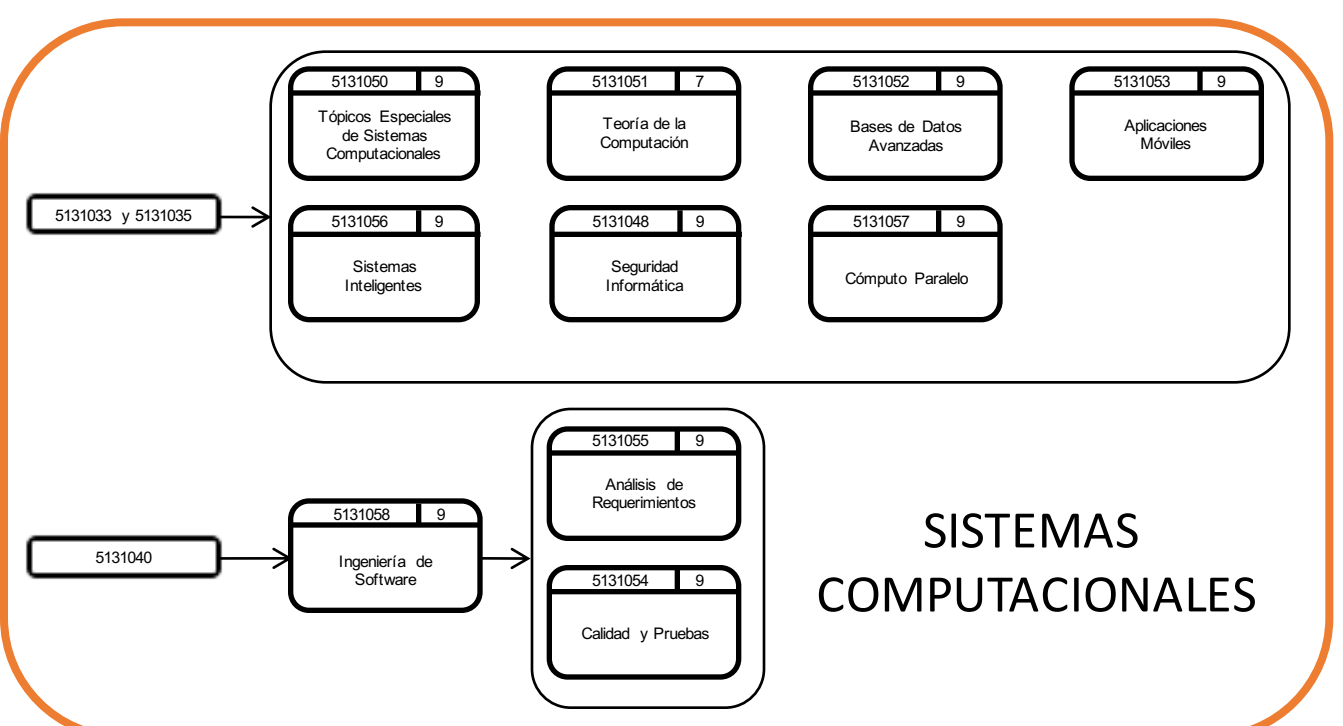 5131050 9
Tópicos Especiales
de Sistemas
Computacionales
5131051 7
Teoría de la
Computación
5131052 9
Bases de Datos
Avanzadas
5131053 9
Aplicaciones
Móviles
5131033 y 5131035
5131056 9
Sistemas
Inteligentes
5131048 9
Seguridad
Informática
5131057 9
Cómputo Paralelo
5131055 9
Análisis de
Requerimientos
5131040
5131058 9
Ingeniería de
Software
5131054 9
Calidad y Pruebas
SISTEMAS
COMPUTACIONALES